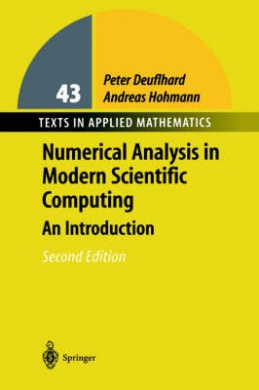 43
Peter Deuflhard
Andreas Hohmann
TEXTS IN APPLIED MATHEMATICS
Numerical Analysis in
Modern Scientific
Computing
An Introduction
Second Edition
Springer